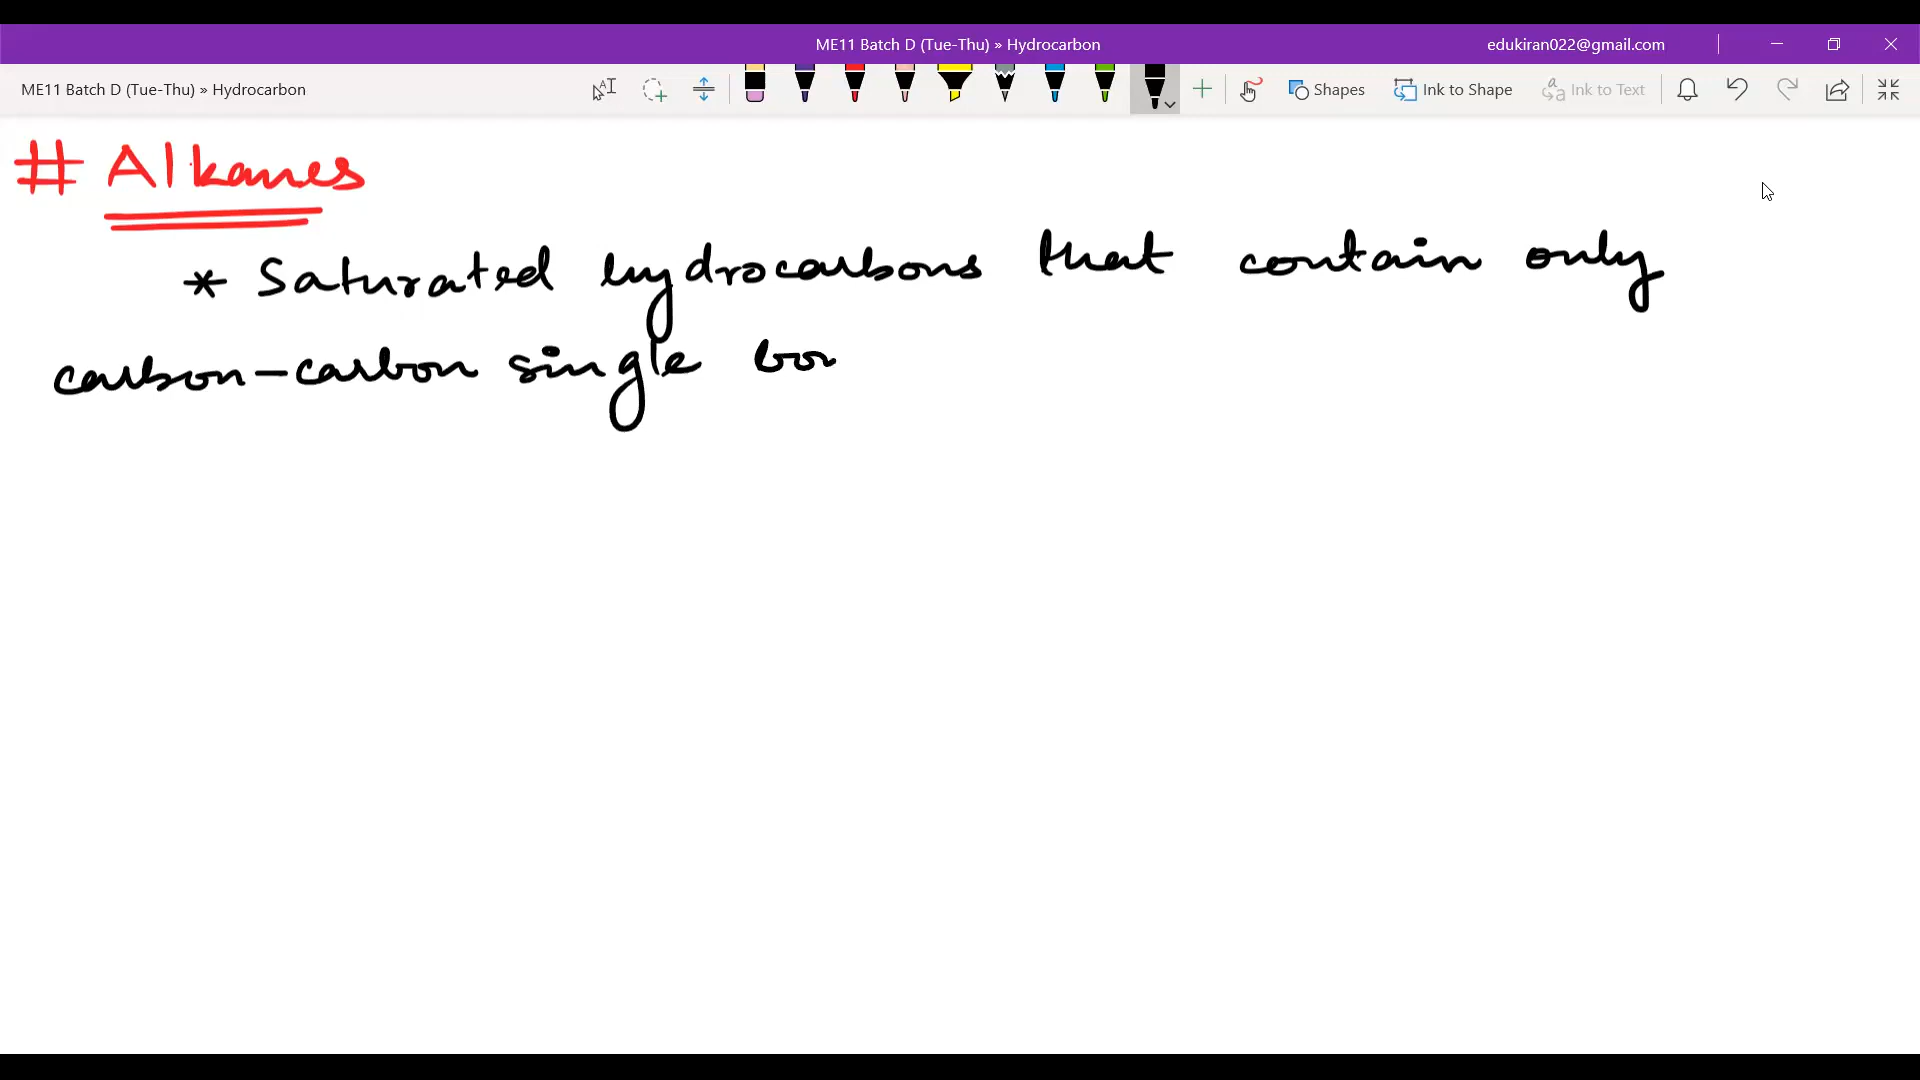 ME11 Batch D (Tue-Thu) » Hydrocarbon
edukiran022@gmail.com
ME11 Batch D (Tue-Thu) » Hydrocarbon
Shapes
Ink to Shape
Ink to Text
# Alkanes
* Saturated hydrocarbons that contain only
carbon-carbon single bon